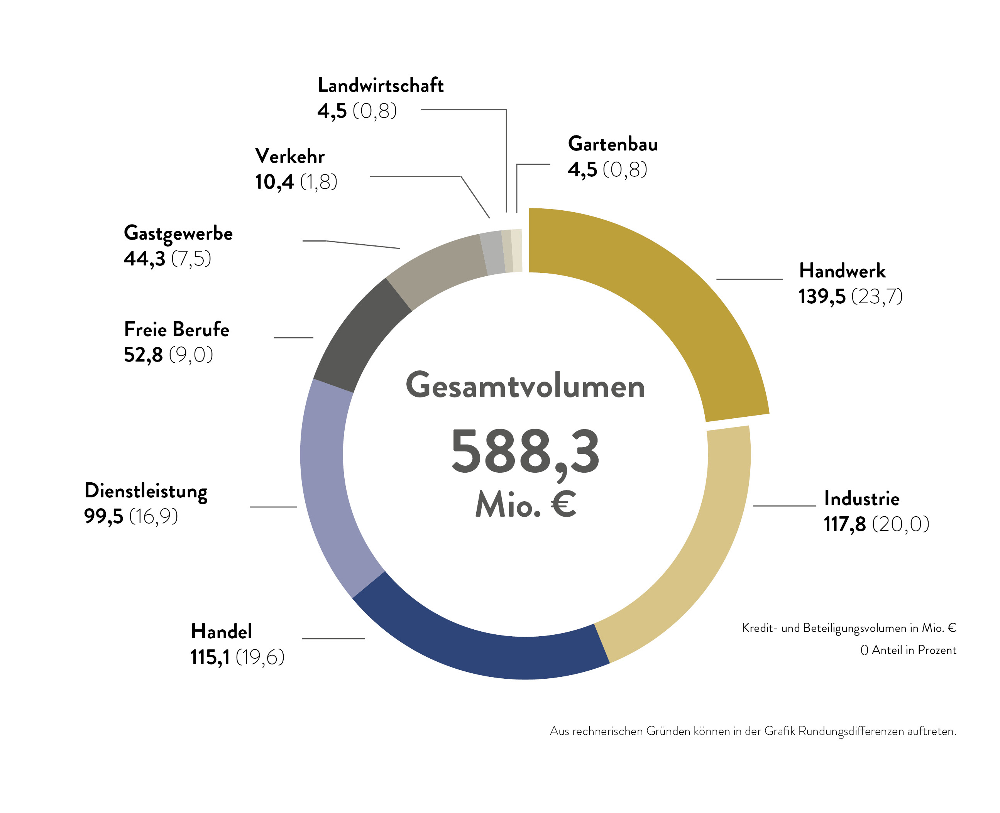 Landwirtschaft
4,5 (0,8)
Gartenbau
4,5 (0,8)
Verkehr
10,4 (1,8)
Gastgewerbe
44,3 (7,5)
Handwerk
139,5 (23,7)
Freie Berufe
52,8 (9,0)
Gesamtvolumen
588,3
Mio. €
Dienstleistung
99,5 (16,9)
Industrie
117,8 (20,0)
Handel
115,1 (19,6)
Kredit- und Beteiligungsvolumen in Mio. €
() Anteil in Prozent
Aus rechnerischen Gründen können in der Grafik Rundungsdifferenzen auftreten.